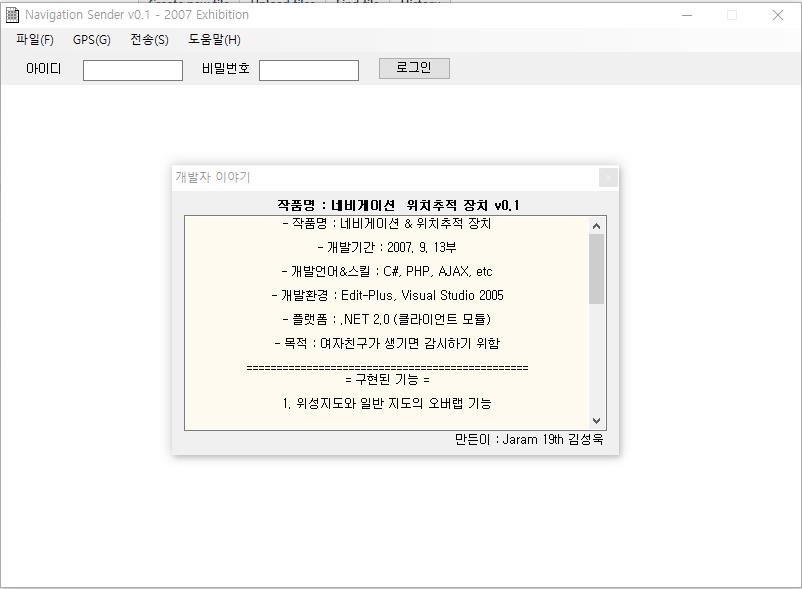 Navigation Sender v0.1 - 2007 Exhibition
파일(F) GPS(G) 전송(S) 도움말(H)
아이디 비밀번호 로그인
개발자 이야기
작품명 : 네비게이션 위치추적 장치 v0.1
- 작품명 : 네비게이션 & 위치추적 장치
- 개발기간 : 2007. 9. 13부
- 개발언어&스킬 : C#, PHP, AJAX, etc
- 개발환경 : Edit-Plus, Visual Studio 2005
- 플랫폼 : .NET 2.0 (클라이언트 모듈)
- 목적 : 여자친구가 생기면 감시하기 위함
===============================================
= 구현된 기능 =
1. 위성지도와 일반 지도의 오버랩 기능
만든이 : Jaram 19th 김성욱